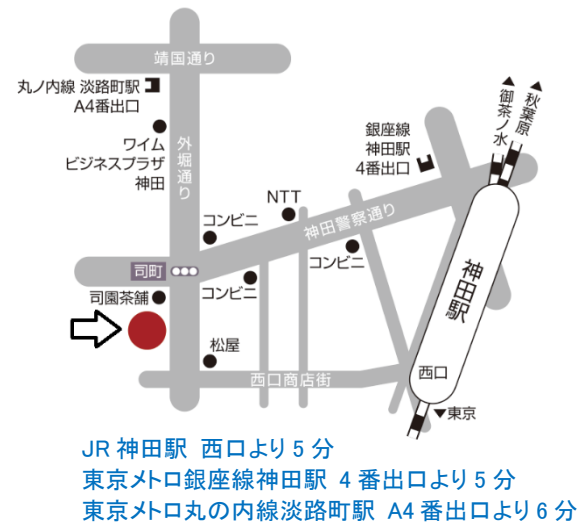 靖国通り
丸ノ内線 淡路町駅
A4番出口
ワイム
ビジネスプラザ
神田
外堀通り
銀座線
神田駅
4番出口
御茶ノ水
秋葉原
NTT
神田警察通り
コンビニ
コンビニ
コンビニ
司町
司園茶舗
松屋
西口商店街
神田駅
西口
東京
JR 神田駅 西口より 5 分
東京メトロ銀座線神田駅 4 番出口より 5 分
東京メトロ丸の内線淡路町駅 A4 番出口より 6 分